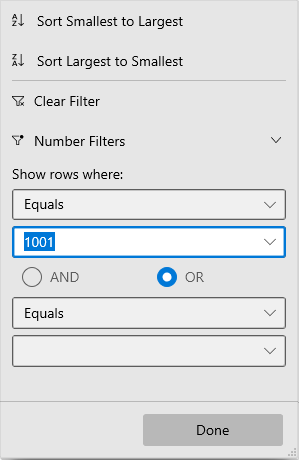 Sort Smallest to Largest
Sort Largest to Smallest
Clear Filter
Number Filters
Show rows where:
Equals
1001
AND OR
Equals
Done